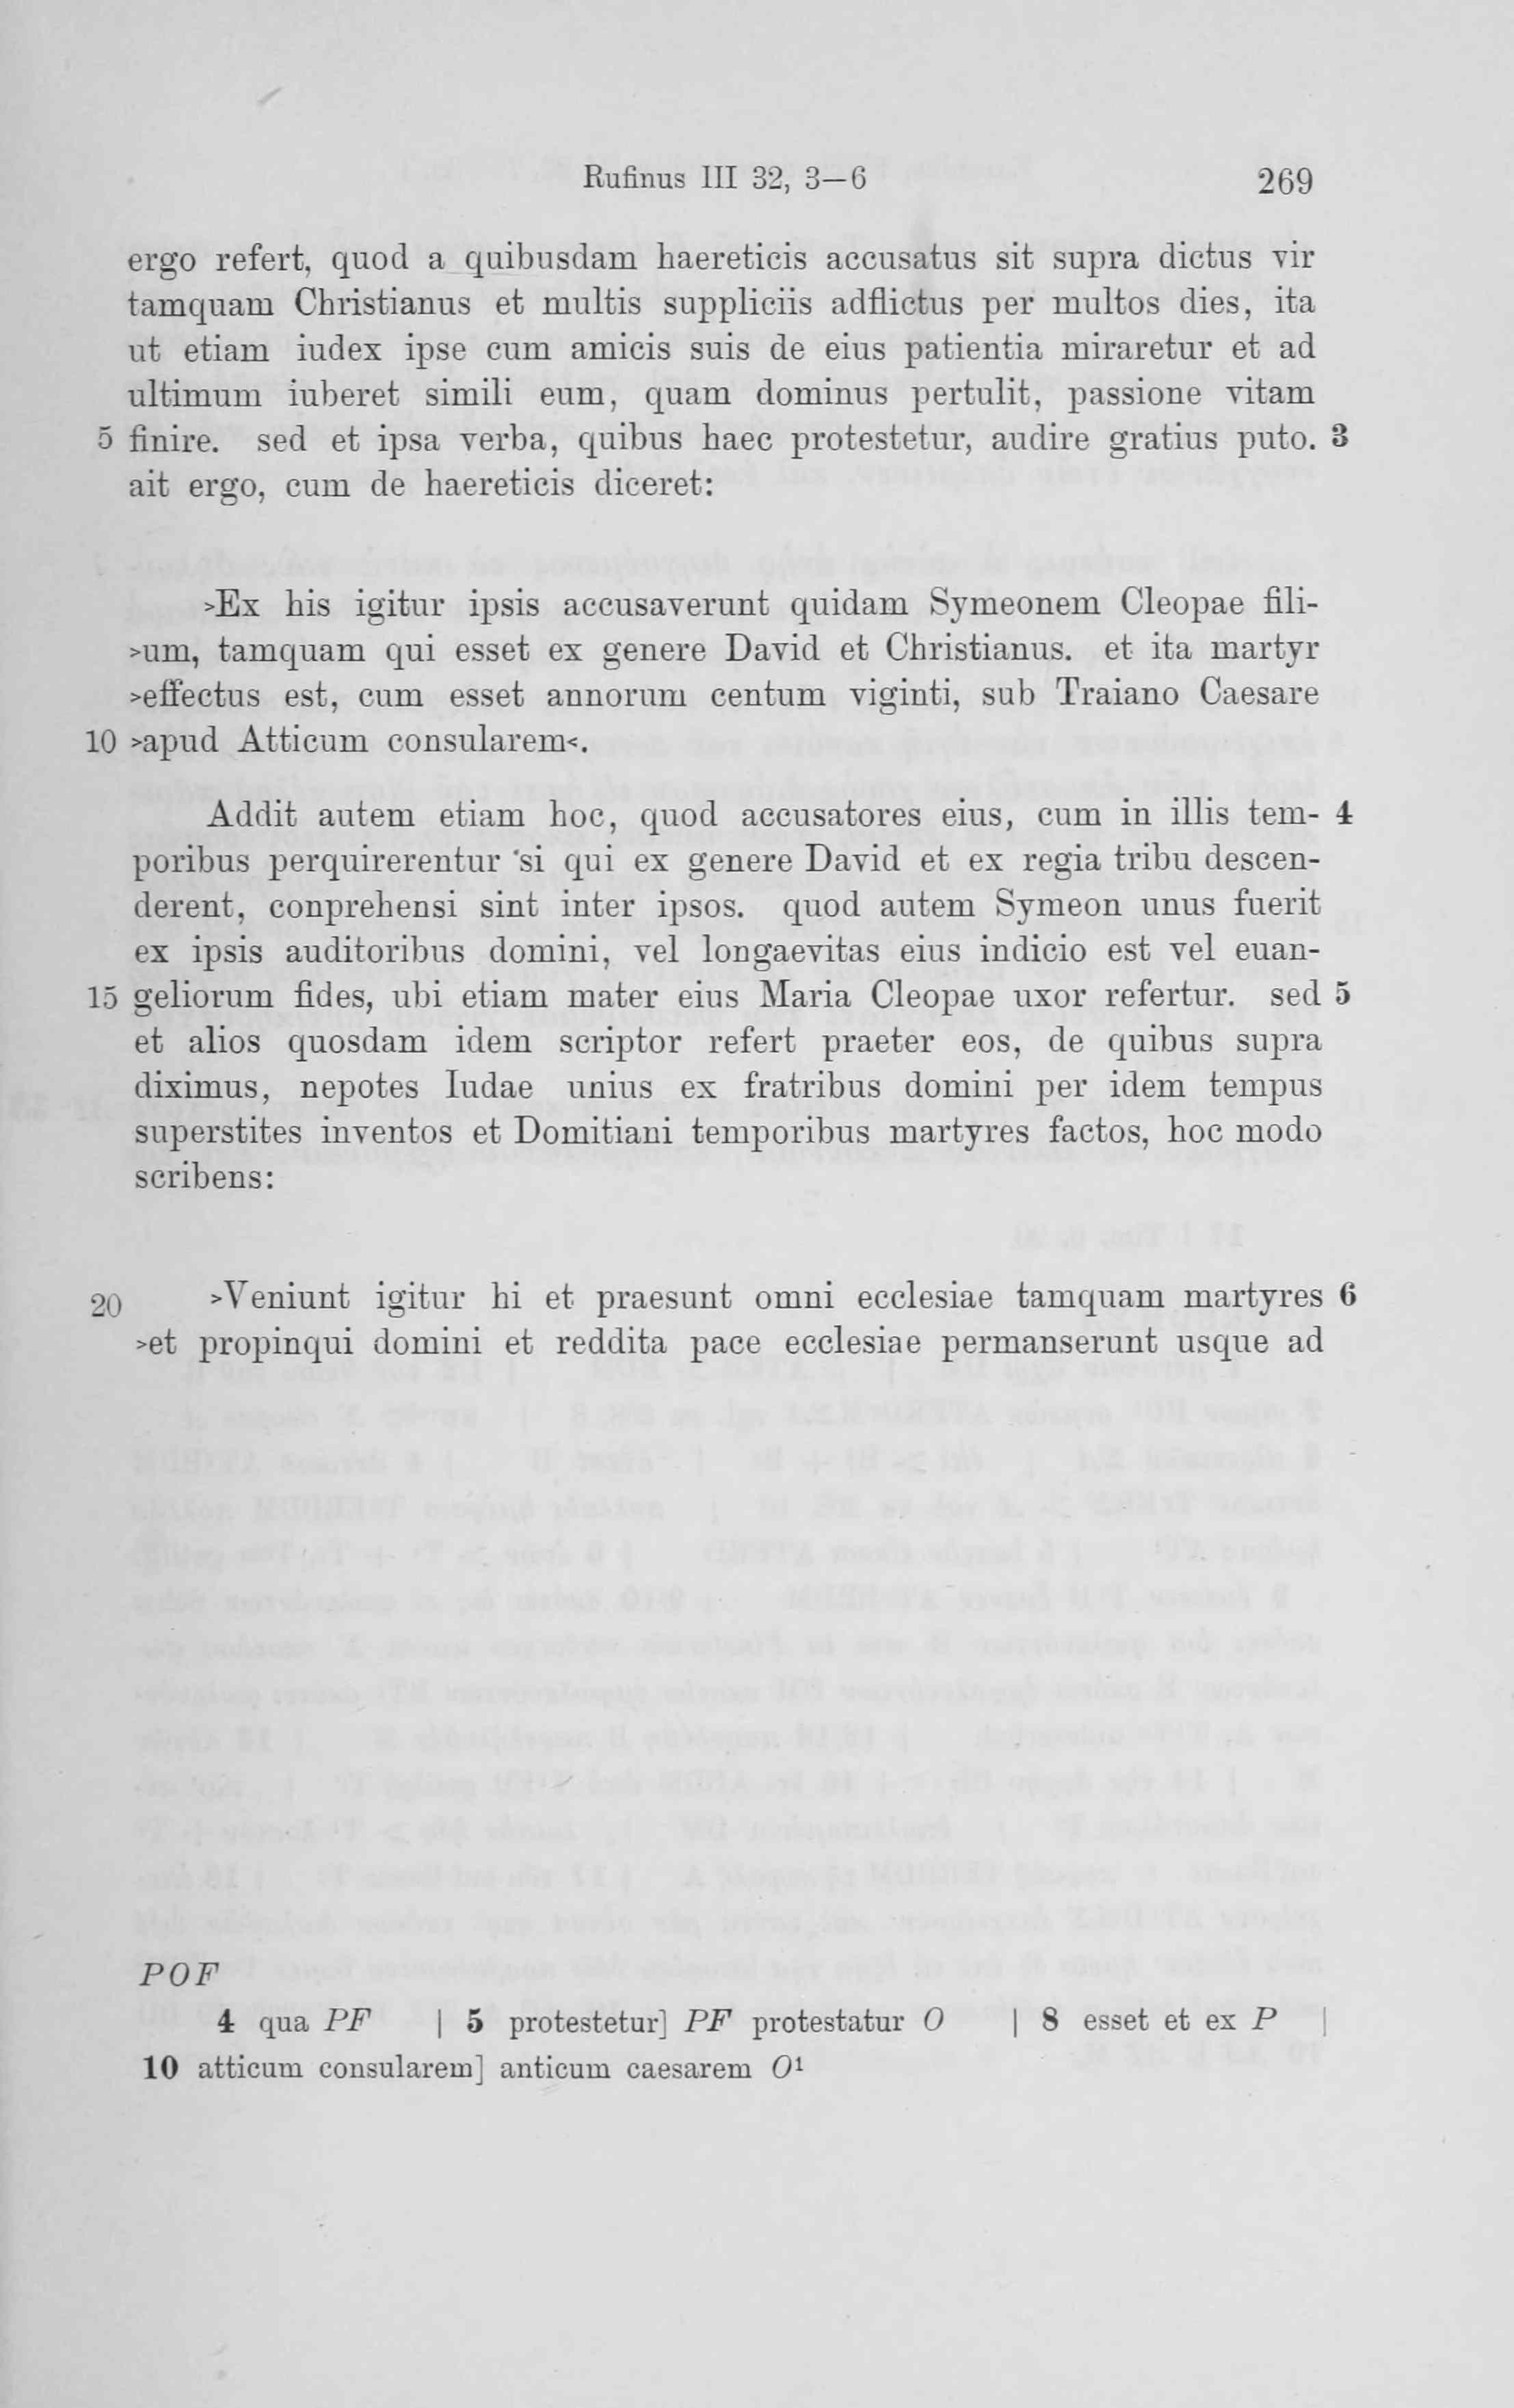 Rufinus III 32, 3—6 269
ergo refert, quod a quibusdam haereticis accusatus sit supra dictus vir
tamquam Christianus et multis suppliciis adflictus per multos dies, ita
ut etiam iudex ipse cum amicis suis de eius patientia miraretur et ad
ultimum iuberet simili eum, quam dominus pertulit, passione vitam
5 finire. sed et ipsa verba, quibus haec protestetur, audire gratius puto. 3
ait ergo, cum de haereticis diceret:
>Ex his igitur ipsis accusaverunt quidam Symeonem Cleopae fili-
>um, tamquam qui esset ex genere David et Christianus. et ita martyr
>effectus est, cum esset annorum centum viginti, sub Traiano Caesare
10 >apud Atticum consularem<.
Addit autem etiam hoc, quod accusatores eius, cum in illis tem- 4
poribus perquirerentur 'si qui ex genere David et ex regia tribu descen-
derent, conprehensi sint inter ipsos. quod autem Symeon unus fuerit
ex ipsis auditoribus domini, vel longaevitas eius indicio est vel euan-
15 geliorum fides, ubi etiam mater eius Maria Cleopae uxor refertur. sed 5
et alios quosdam idem scriptor refert praeter eos, de quibus supra
diximus, nepotes Iudae unius ex fratribus domini per idem tempus
superstites inventos et Domitiani temporibus martyres factos, hoc modo
scribens:
20 >Veniunt igitur hi et praesunt omni ecclesiae tamquam martyres 6
>et propinqui domini et reddita pace ecclesiae permanserunt usque ad
POF
4 qua PF | 5 protestetur] PF protestatur O | 8 esset et ex P |
10 atticum consularem] anticum caesarem O¹